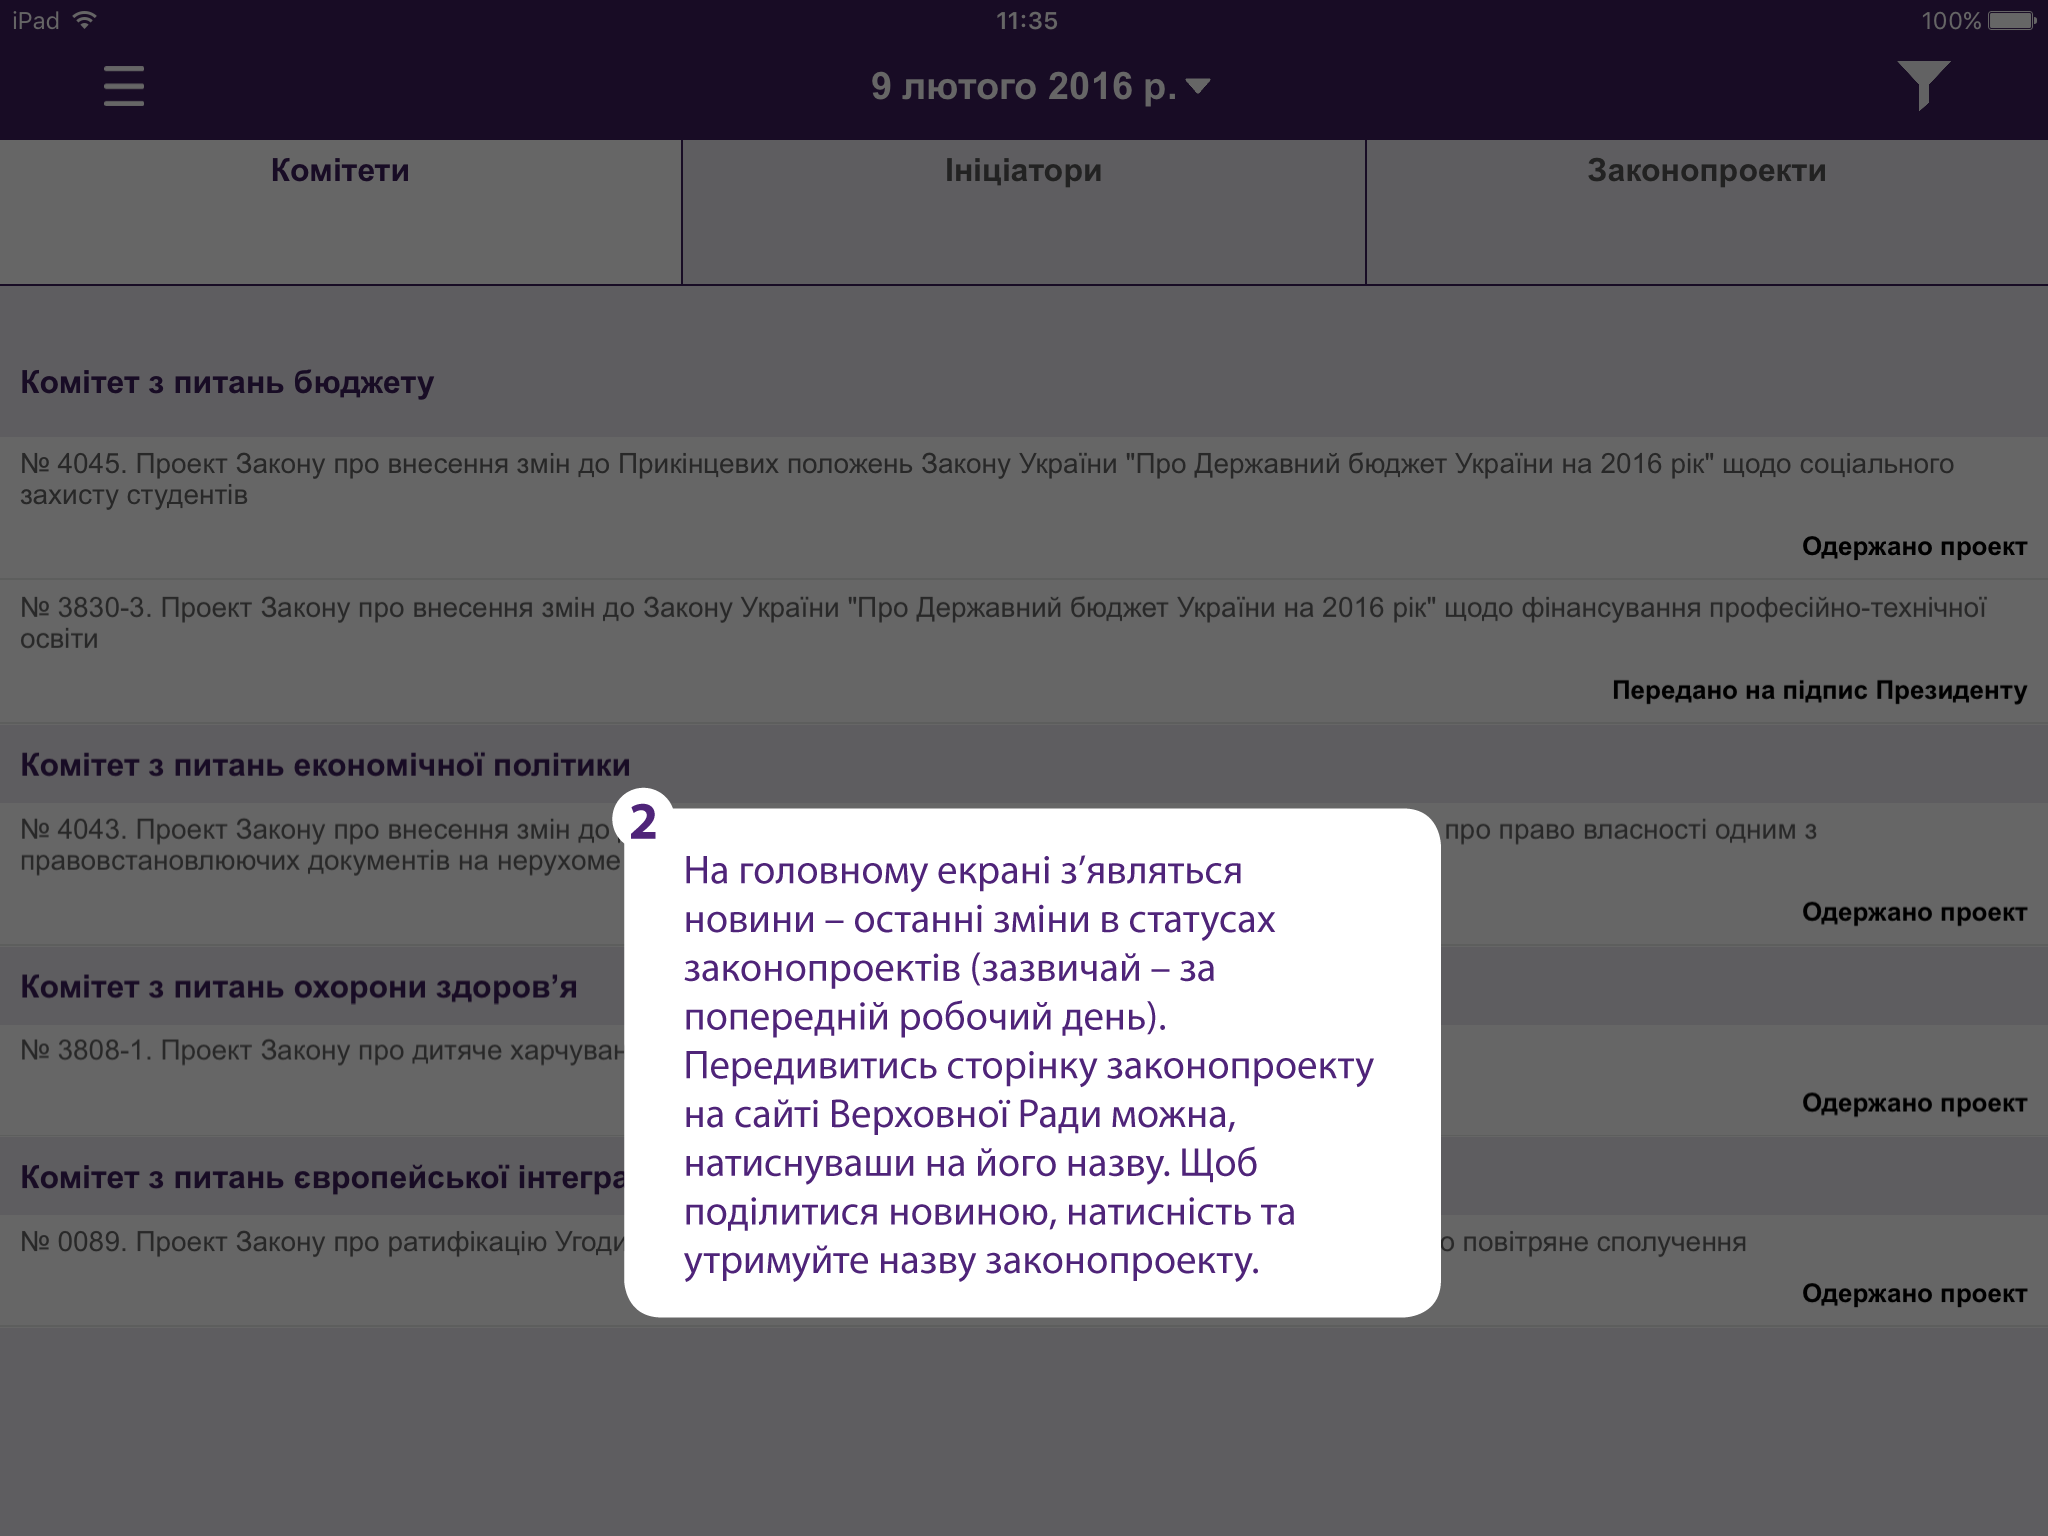 iPad
11:35
100%
9 лютого 2016 р.
Комітети
Ініціатори
Законопроекти
Комітет з питань бюджету
№ 4045. Проект Закону про внесення змін до Прикінцевих положень Закону України "Про Державний бюджет України на 2016 рік" щодо соціального
захисту студентів
Одержано проект
№ 3830-3. Проект Закону про внесення змін до Закону України "Про Державний бюджет України на 2016 рік" щодо фінансування професійно-технічної
освіти
Передано на підпис Президенту
Комітет з питань економічної політики
№ 4043. Проект Закону про внесення змін до про право власності одним з
правовстановлюючих документів на нерухоме
Одержано проект
Комітет з питань охорони здоров’я
№ 3808-1. Проект Закону про дитяче
Одержано проект
Комітет з питань європейської
№ 0089. Проект Закону про ратифікацію Угоди повітряне сполучення
Одержано проект
2
На головному екрані з’являться
новини – останні зміни в статусах
законопроектів (зазвичай – за
попередній робочий день).
Передивитись сторінку законопроекту
на сайті Верховної Ради можна,
натиснуваши на його назву. Щоб
поділитися новиною, натисність та
утримуйте назву законопроекту.